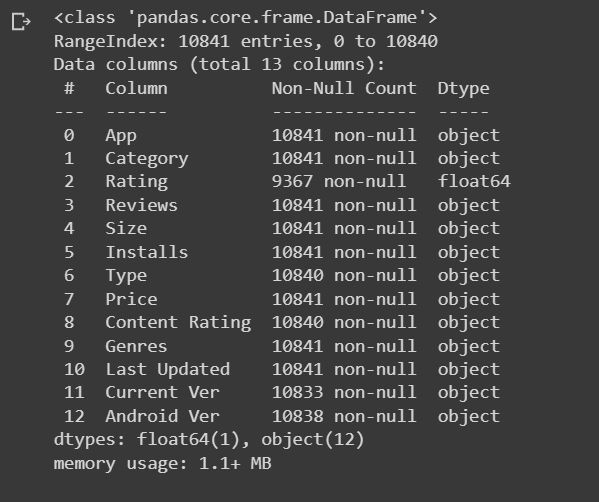 <class 'pandas.core.frame.DataFrame'>
RangeIndex: 10841 entries, 0 to 10840
Data columns (total 13 columns):
 #   Column          Non-Null Count  Dtype
---  ------          --------------  -----
 0   App             10841 non-null  object
 1   Category        10841 non-null  object
 2   Rating          9367 non-null   float64
 3   Reviews         10841 non-null  object
 4   Size            10841 non-null  object
 5   Installs        10841 non-null  object
 6   Type            10840 non-null  object
 7   Price           10841 non-null  object
 8   Content Rating  10840 non-null  object
 9   Genres          10841 non-null  object
 10  Last Updated    10841 non-null  object
 11  Current Ver     10833 non-null  object
 12  Android Ver     10838 non-null  object
dtypes: float64(1), object(12)
memory usage: 1.1+ MB